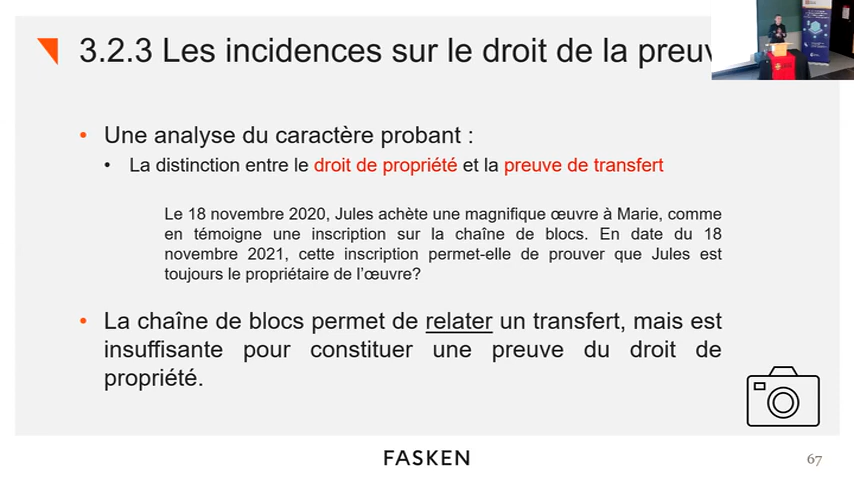 3.2.3 Les incidences sur le droit de la
Une analyse du caractère probant :
La distinction entre le droit de propriété et la preuve de transfert
Le 18 novembre 2020, Jules achète une magnifique œuvre à Marie, comme
en témoigne une inscription sur la chaîne de blocs. En date du 18
novembre 2021, cette inscription permet-elle de prouver que Jules est
toujours le propriétaire de l'œuvre?
La chaîne de blocs permet de relater un transfert, mais est
insuffisante pour constituer une preuve du droit de
propriété.
FASKEN
67